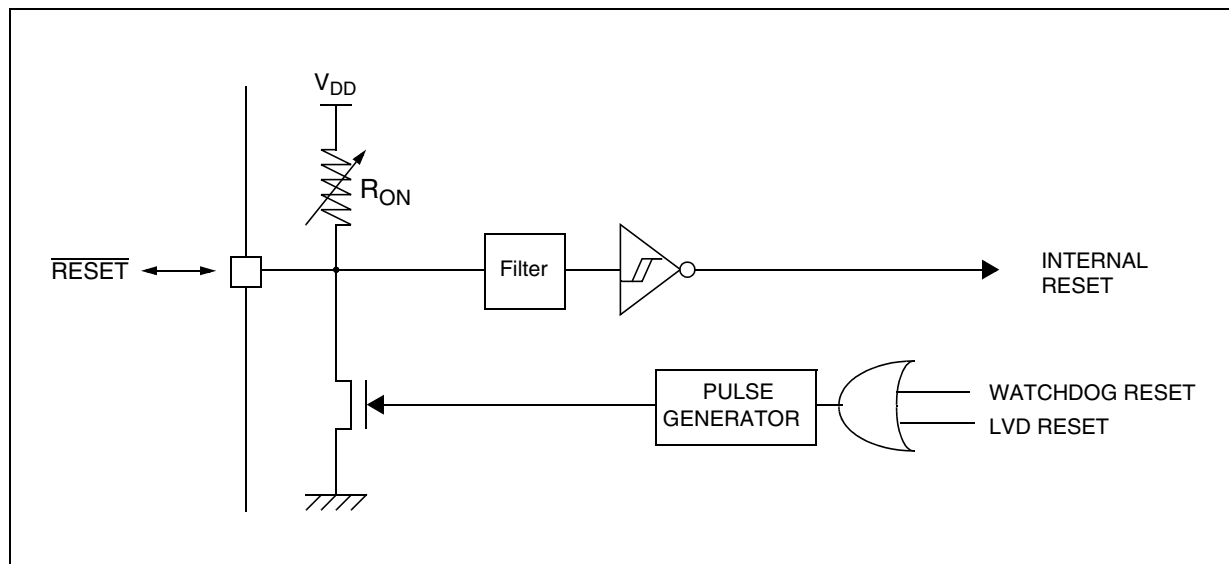 VDD
RON
RESET
Filter
INTERNAL
RESET
PULSE
GENERATOR
WATCHDOG RESET
LVD RESET